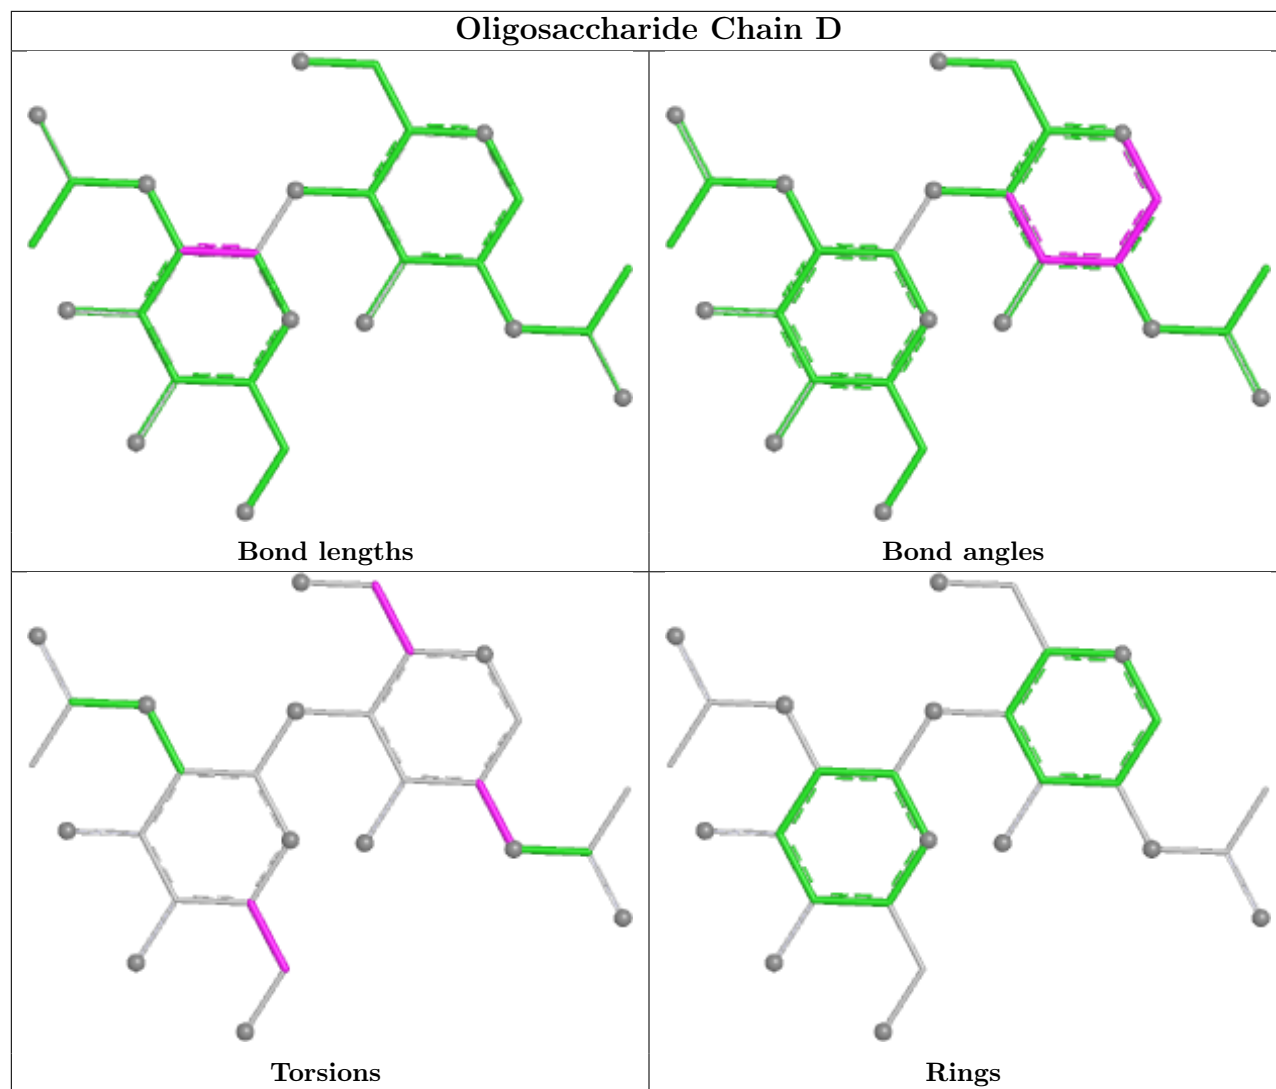 Oligosaccharide Chain D
Bond lengths
Bond angles
Torsions
Rings